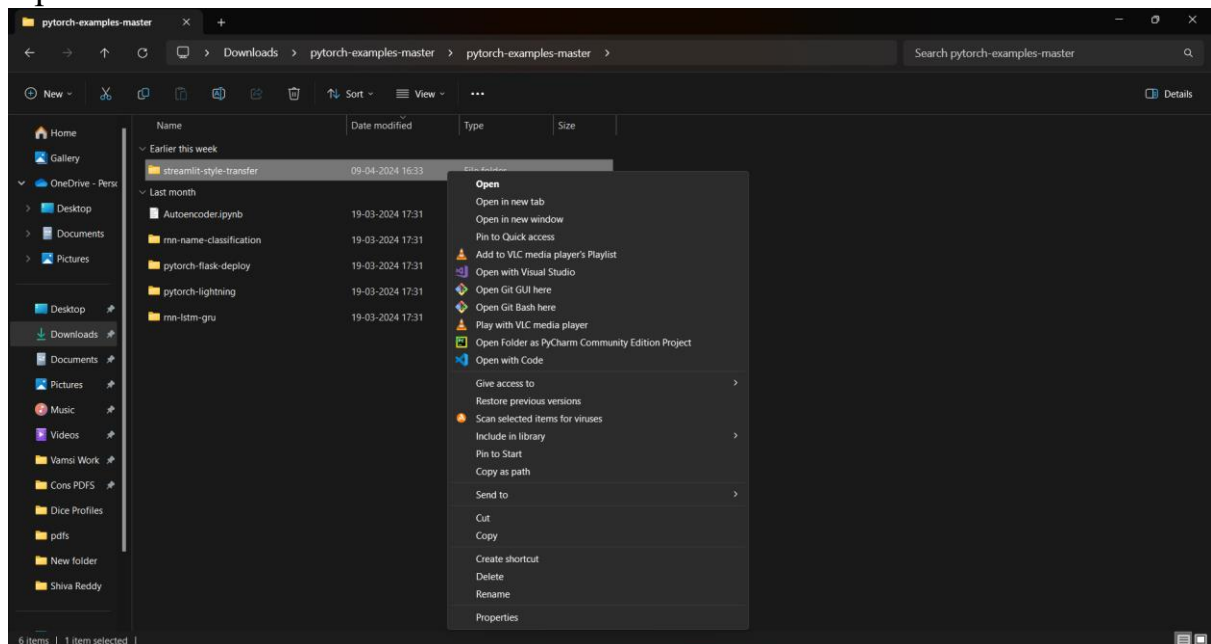 pytorch-examples-master
Downloads > pytorch-examples-master > pytorch-examples-master >
Search pytorch-examples-master
New
Sort
View
Details
Name Date modified Type Size
Earlier this week
streamlit-style-transfer 09-04-2024 16:33 File folder
Last month
Autoencoder.ipynb 19-03-2024 17:31
rnn-name-classification 19-03-2024 17:31
pytorch-flask-deploy 19-03-2024 17:31
pytorch-lightning 19-03-2024 17:31
rnn-lstm-gru 19-03-2024 17:31
Home
Gallery
OneDrive - Persc
Desktop
Documents
Pictures
Desktop
Downloads
Documents
Pictures
Music
Videos
Vamsi Work
Cons PDFS
Dice Profiles
pdfs
New folder
Shiva Reddy
Open
Open in new tab
Open in new window
Pin to Quick access
Add to VLC media player's Playlist
Open with Visual Studio
Open Git GUI here
Open Git Bash here
Play with VLC media player
Open Folder as PyCharm Community Edition Project
Open with Code
Give access to
Restore previous versions
Scan selected items for viruses
Include in library
Pin to Start
Copy as path
Send to
Cut
Copy
Create shortcut
Delete
Rename
Properties
6 items | 1 item selected |